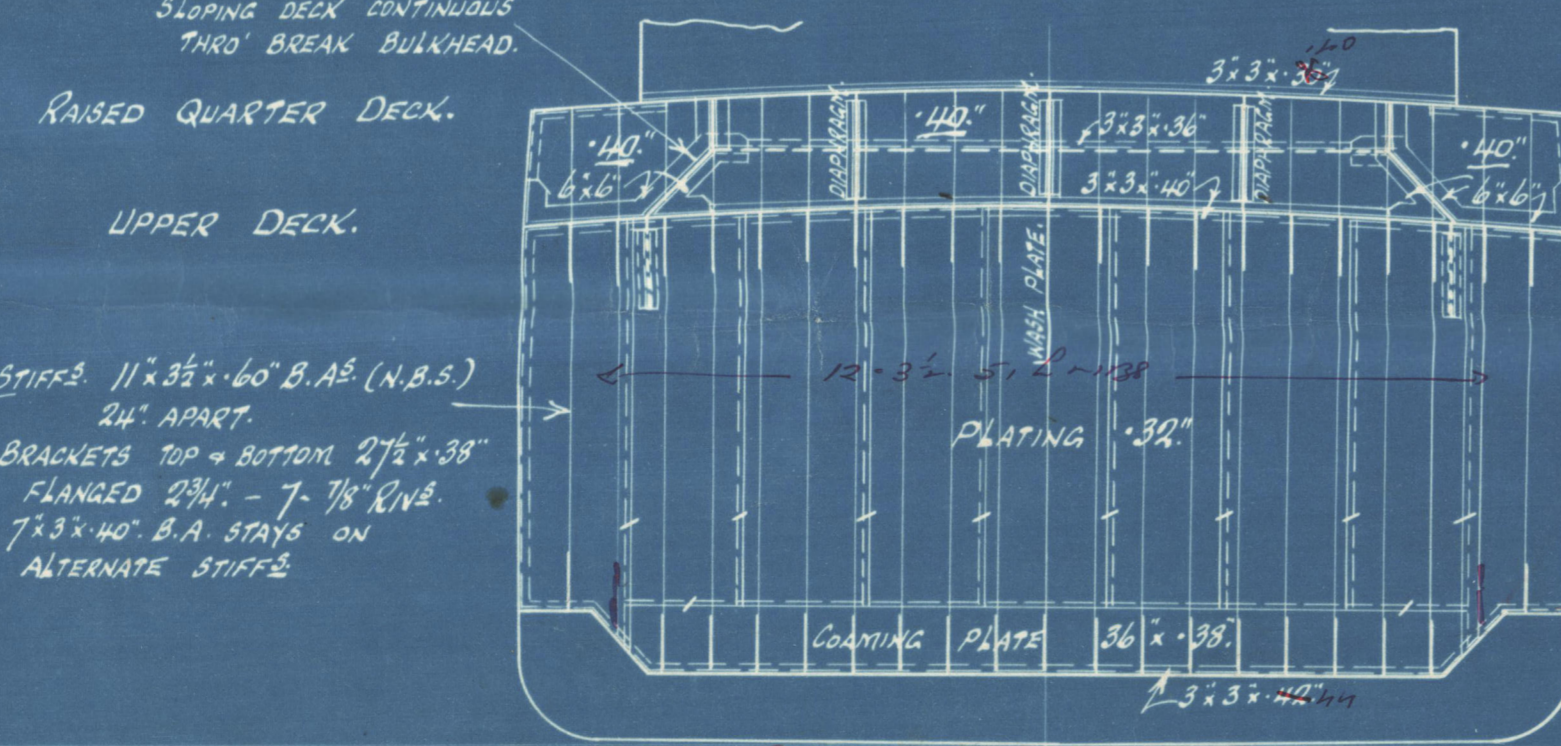 SLOPING DECK CONTINUOUS
THRO' BREAK BULKHEAD.
RAISED QUARTER DECK.
UPPER DECK.
STIFFS. 11" x 3½" x ·60" B.AS. (N.B.S.)
24" APART.
BRACKETS TOP & BOTTOM 27½" x ·38"
FLANGED 2¾". - 7- 7/8" RIVS.
7" x 3" x ·40". B.A. STAYS ON
ALTERNATE STIFFS
·40
3" x 3" x ·36"
·40"
6" x 6"
DIAPHRAGM.
·40."
DIAPHRAGM.
3" x 3" x ·36"
3" x 3" x ·40"
DIAPHRAGM.
·40"
6" x 6"
WASH PLATE.
PLATING ·32"
COAMING PLATE 36" x ·38"
3" x 3" x ·42" 44